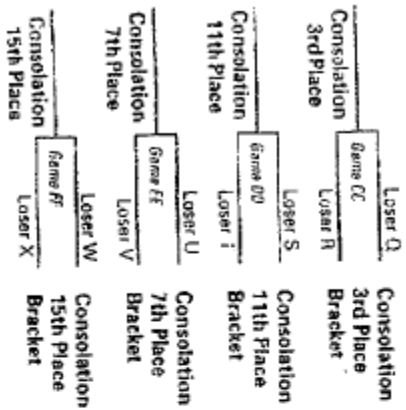 Loser Q
Consolation
3rd Place
Game CC
Loser R
Consolation
3rd Place
Bracket
Loser S
Consolation
11th Place
Game DD
Loser
Consolation
11th Place
Bracket
Loser U
Consolation
7th Place
Game EE
Loser V
Consolation
7th Place
Bracket
Loser W
Consolation
15th Place
Game FF
Loser X
Consolation
15th Place
Bracket